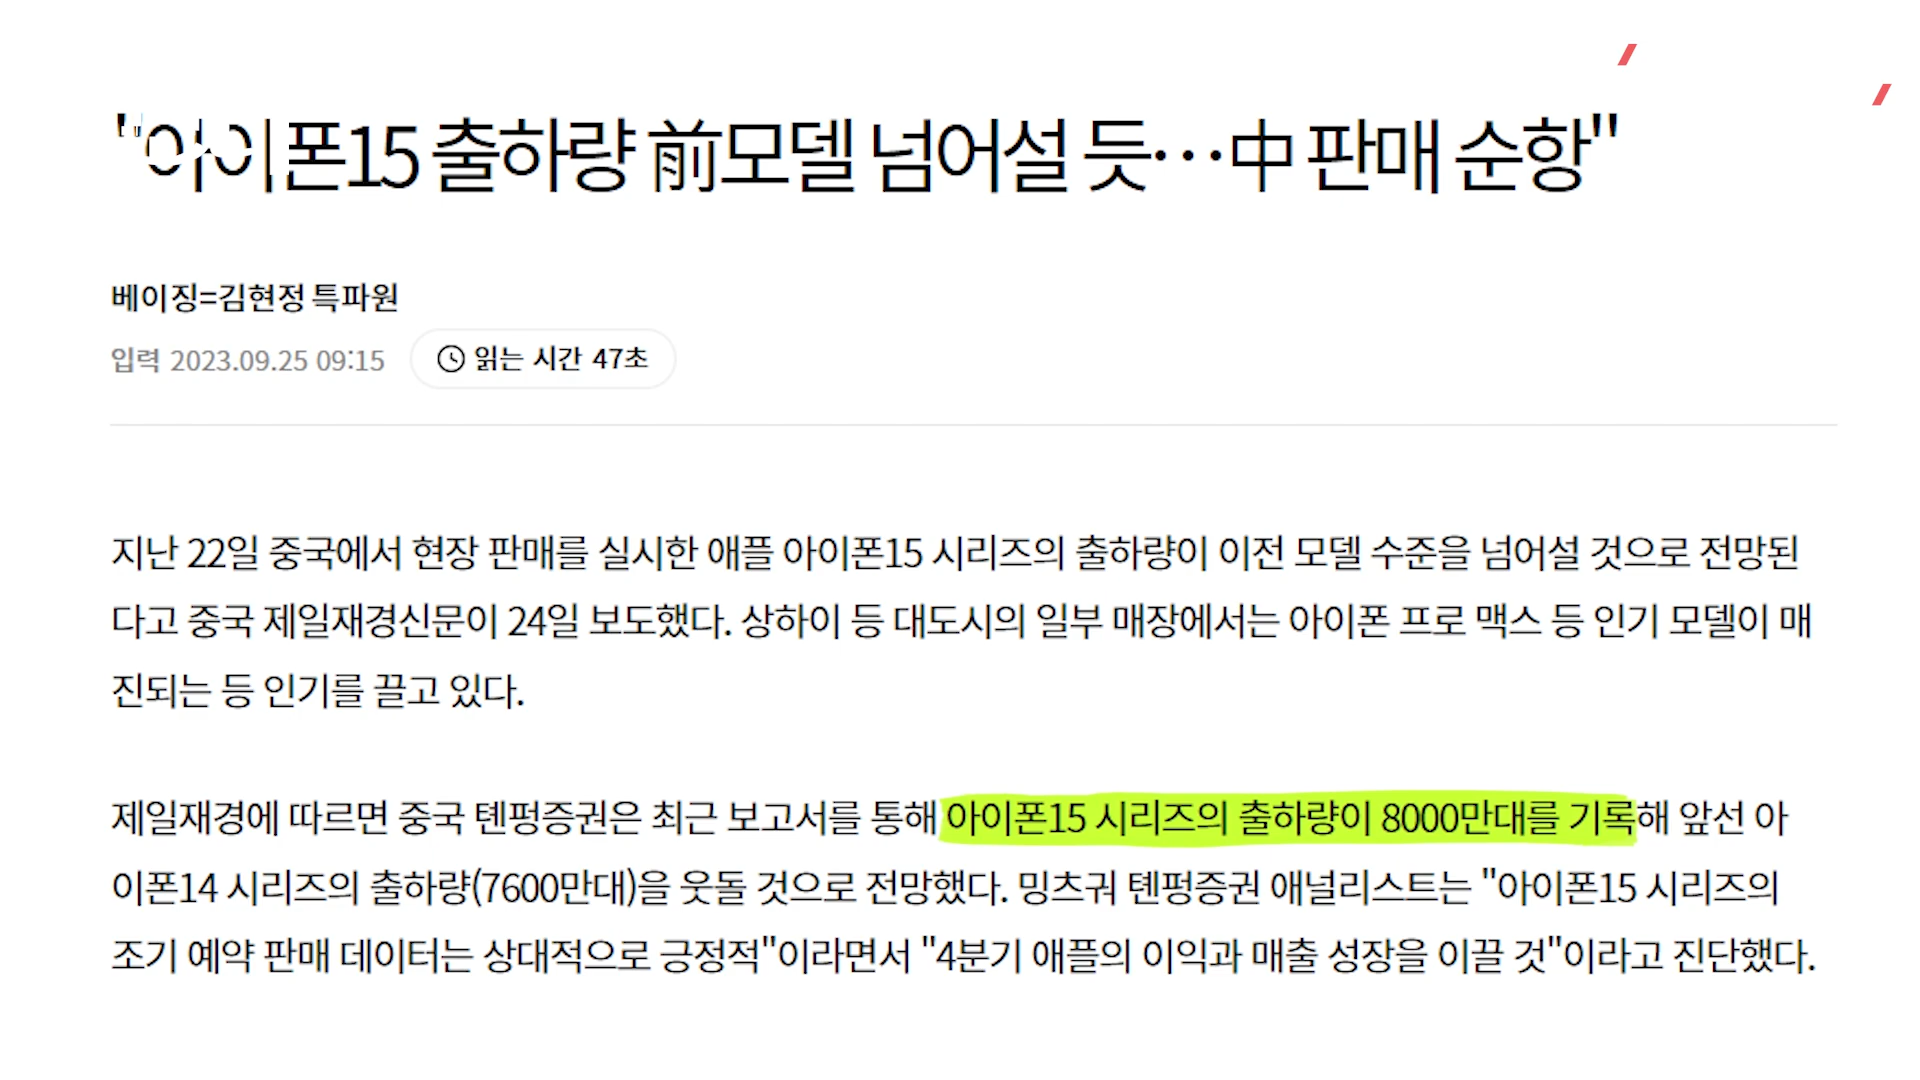 "아이폰15 출하량 前모델 넘어설 듯…中 판매 순항"
베이징=김현정 특파원
입력 2023.09.25 09:15 읽는 시간 47초
지난 22일 중국에서 현장 판매를 실시한 애플 아이폰15 시리즈의 출하량이 이전 모델 수준을 넘어설 것으로 전망된
다고 중국 제일재경신문이 24일 보도했다. 상하이 등 대도시의 일부 매장에서는 아이폰 프로 맥스 등 인기 모델이 매
진되는 등 인기를 끌고 있다.
제일재경에 따르면 중국 톈펑증권은 최근 보고서를 통해 아이폰15 시리즈의 출하량이 8000만대를 기록해 앞선 아
이폰14 시리즈의 출하량(7600만대)을 웃돌 것으로 전망했다. 밍츠궈 톈펑증권 애널리스트는 "아이폰15 시리즈의
조기 예약 판매 데이터는 상대적으로 긍정적"이라면서 "4분기 애플의 이익과 매출 성장을 이끌 것"이라고 진단했다.